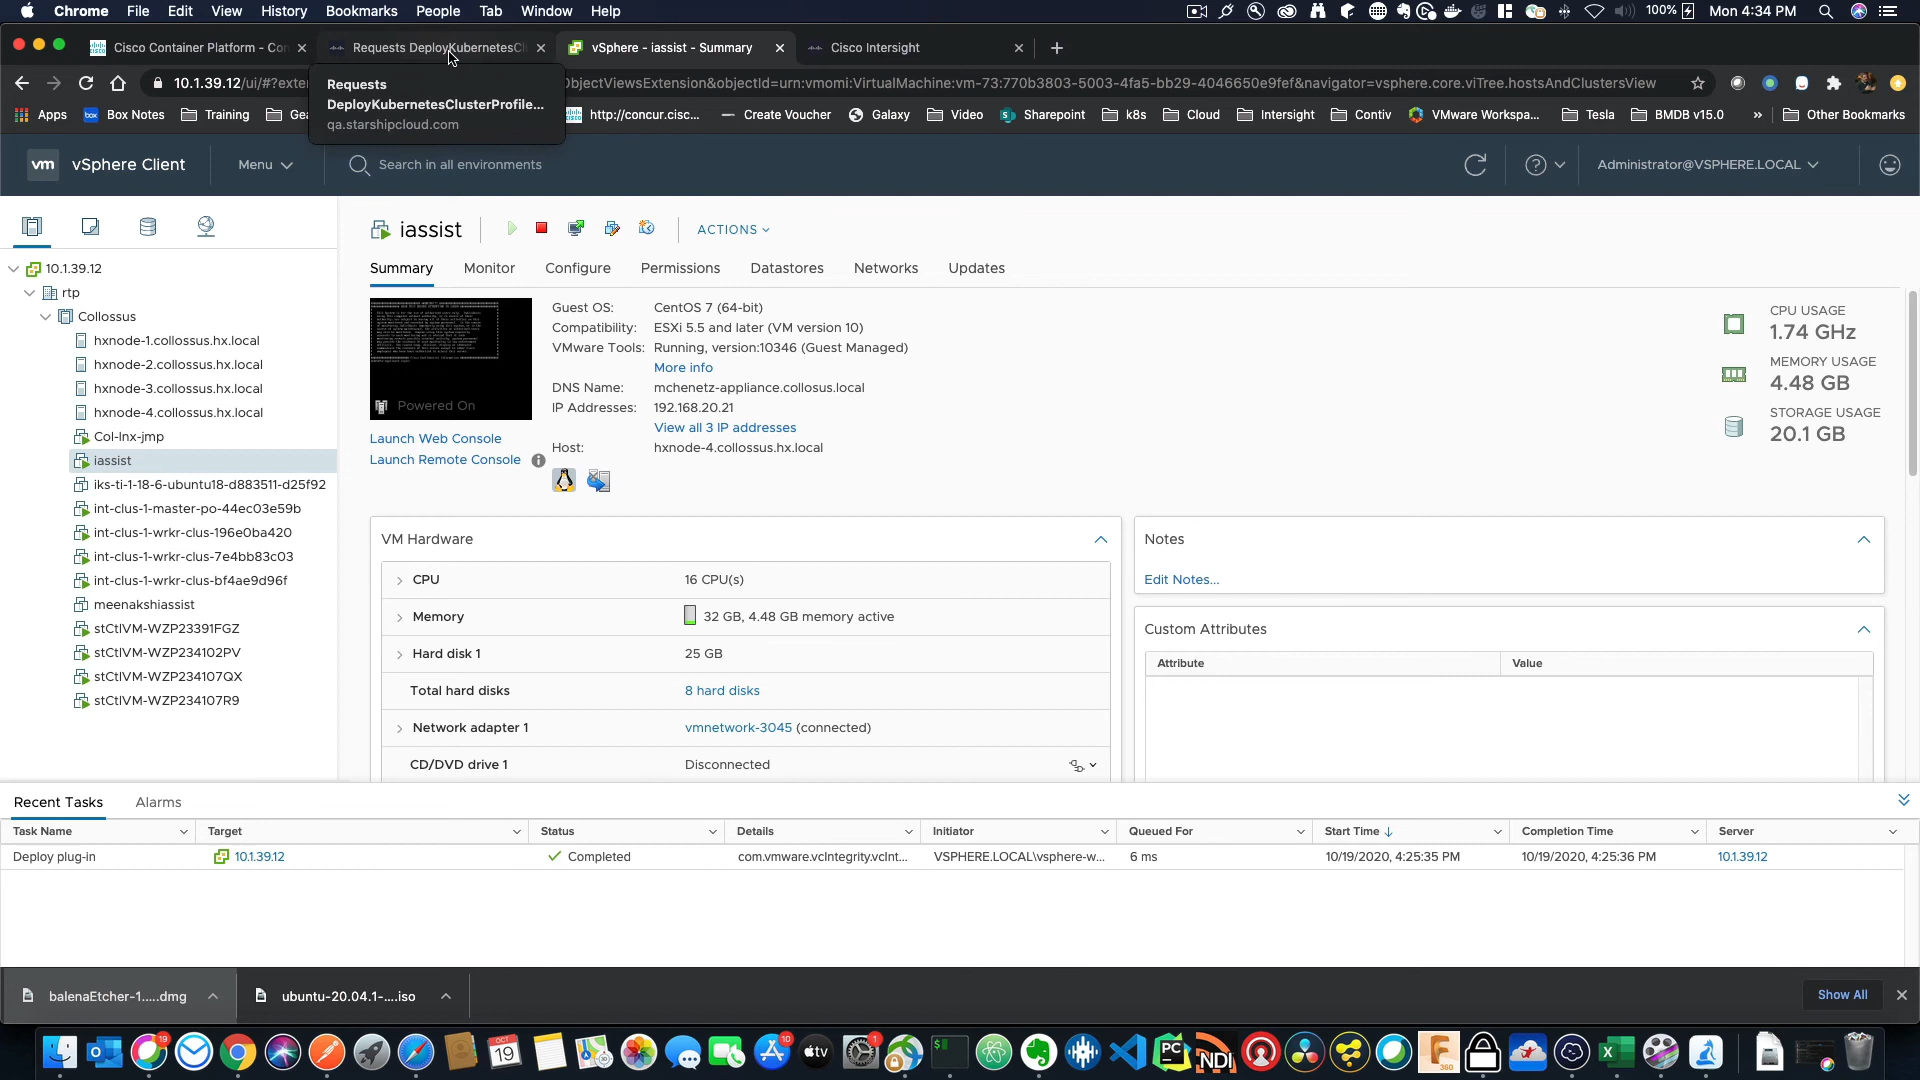 Chrome File Edit View History Bookmarks People Tab Window Help
100% Mon 4:34 PM
Cisco Container Platform - Con
Requests DeployKubernetesCl
vSphere - iassist - Summary
Cisco Intersight
10.1.39.12/ui/#?exter
ObjectViewsExtension&objectId=urn:vmomi:VirtualMachine:vm-73:770b3803-5003-4fa5-bb29-4046650e9fef&navigator=vsphere.core.viTree.hostsAndClustersView
Requests
DeployKubernetesClusterProfile...
qa.starshipcloud.com
Apps Box Notes Training Gea http://concur.cisc... Create Voucher Galaxy Video Sharepoint k8s Cloud Intersight Contiv VMware Workspa... Tesla BMDB v15.0 » Other Bookmarks
vm vSphere Client Menu Search in all environments Administrator@VSPHERE.LOCAL
10.1.39.12
rtp
Collossus
hxnode-1.collossus.hx.local
hxnode-2.collossus.hx.local
hxnode-3.collossus.hx.local
hxnode-4.collossus.hx.local
Col-lnx-jmp
iassist
iks-ti-1-18-6-ubuntu18-d883511-d25f92
int-clus-1-master-po-44ec03e59b
int-clus-1-wrkr-clus-196e0ba420
int-clus-1-wrkr-clus-7e4bb83c03
int-clus-1-wrkr-clus-bf4ae9d96f
meenakshiassist
stCtlVM-WZP23391FGZ
stCtlVM-WZP234102PV
stCtlVM-WZP234107QX
stCtlVM-WZP234107R9
iassist ACTIONS
Summary Monitor Configure Permissions Datastores Networks Updates
Powered On
Launch Web Console
Launch Remote Console
Guest OS: CentOS 7 (64-bit)
Compatibility: ESXi 5.5 and later (VM version 10)
VMware Tools: Running, version:10346 (Guest Managed)
More info
DNS Name: mchenetz-appliance.collosus.local
IP Addresses: 192.168.20.21
View all 3 IP addresses
Host: hxnode-4.collossus.hx.local
CPU USAGE
1.74 GHz
MEMORY USAGE
4.48 GB
STORAGE USAGE
20.1 GB
VM Hardware
CPU 16 CPU(s)
Memory 32 GB, 4.48 GB memory active
Hard disk 1 25 GB
Total hard disks 8 hard disks
Network adapter 1 vmnetwork-3045 (connected)
CD/DVD drive 1 Disconnected
Notes
Edit Notes...
Custom Attributes
Attribute Value
Recent Tasks Alarms
Task Name Target Status Details Initiator Queued For Start Time Completion Time Server
Deploy plug-in 10.1.39.12 Completed com.vmware.vcIntegrity.vcInt... VSPHERE.LOCAL\vsphere-w... 6 ms 10/19/2020, 4:25:35 PM 10/19/2020, 4:25:36 PM 10.1.39.12
balenaEtcher-1.....dmg ubuntu-20.04.1-....iso Show All
19 OCT 19 10 tv 1 $ PC NDI F 360 X